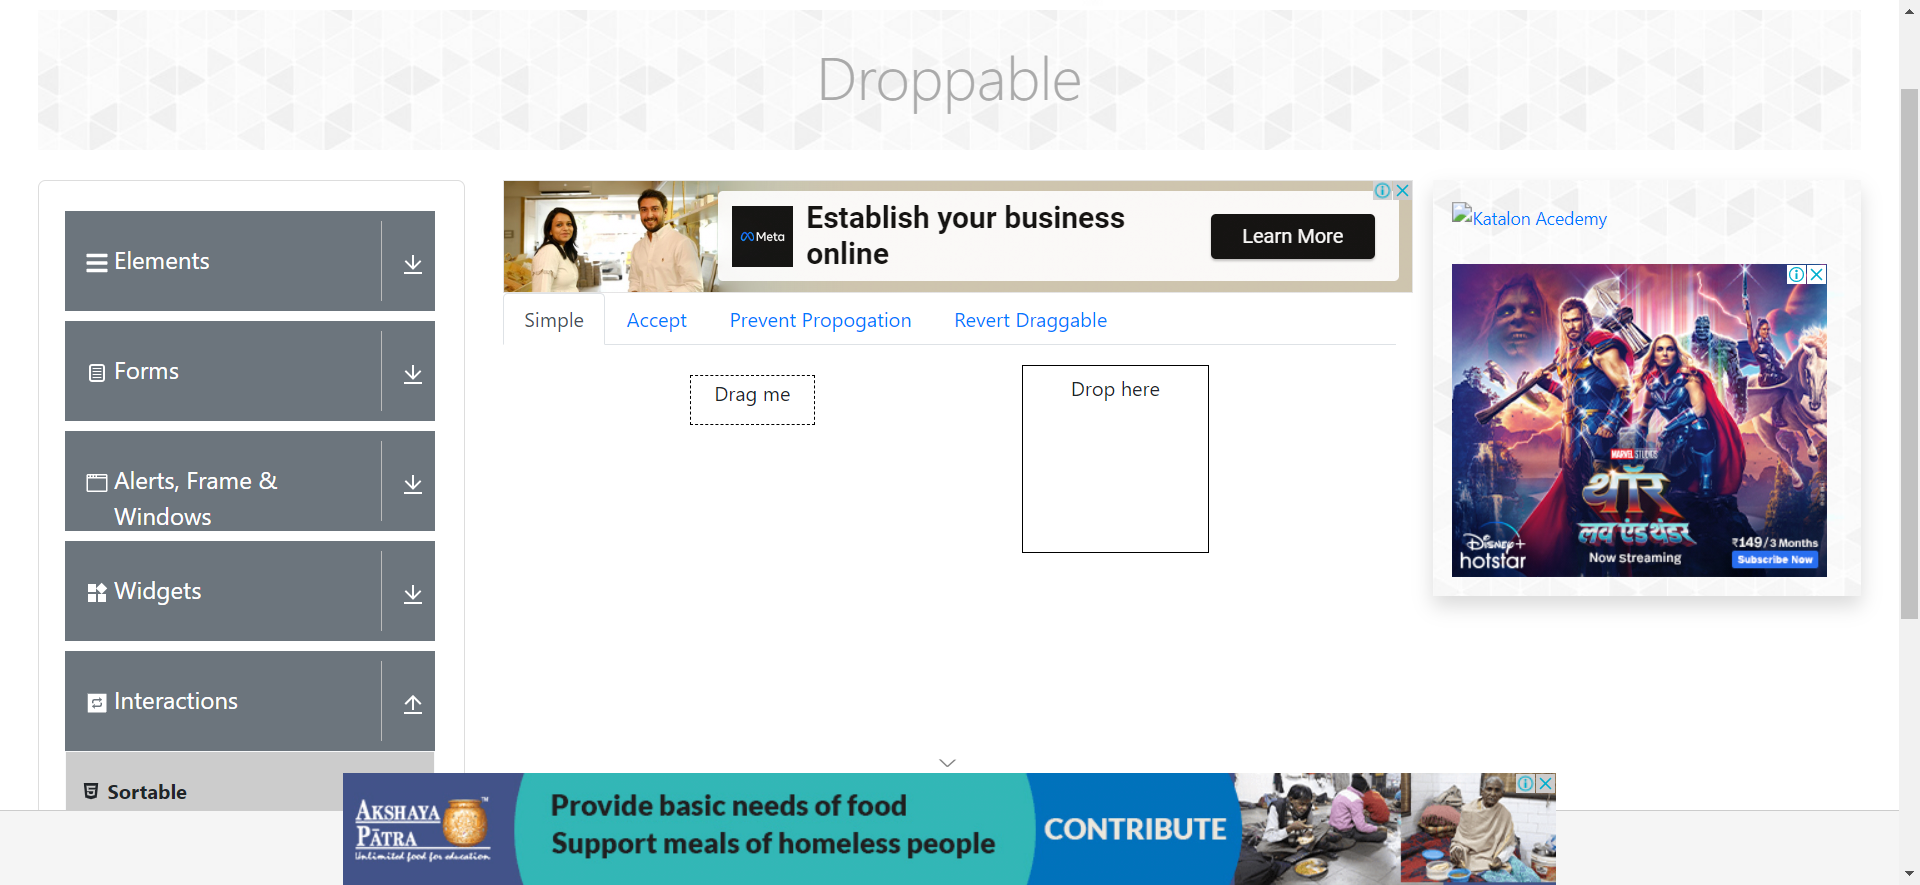 Droppable
Elements
Forms
Alerts, Frame &
Windows
Widgets
Interactions
Sortable
Meta
Establish your business
online
Learn More
Simple
Accept
Prevent Propogation
Revert Draggable
Drag me
Drop here
Katalon Acedemy
MARVEL STUDIOS
थॉर
लव एंड थंडर
Disney+
hotstar
Now streaming
₹149/3 Months
Subscribe Now
AKSHAYA
PĀTRA
™
Unlimited food for education
Provide basic needs of food
Support meals of homeless people
CONTRIBUTE